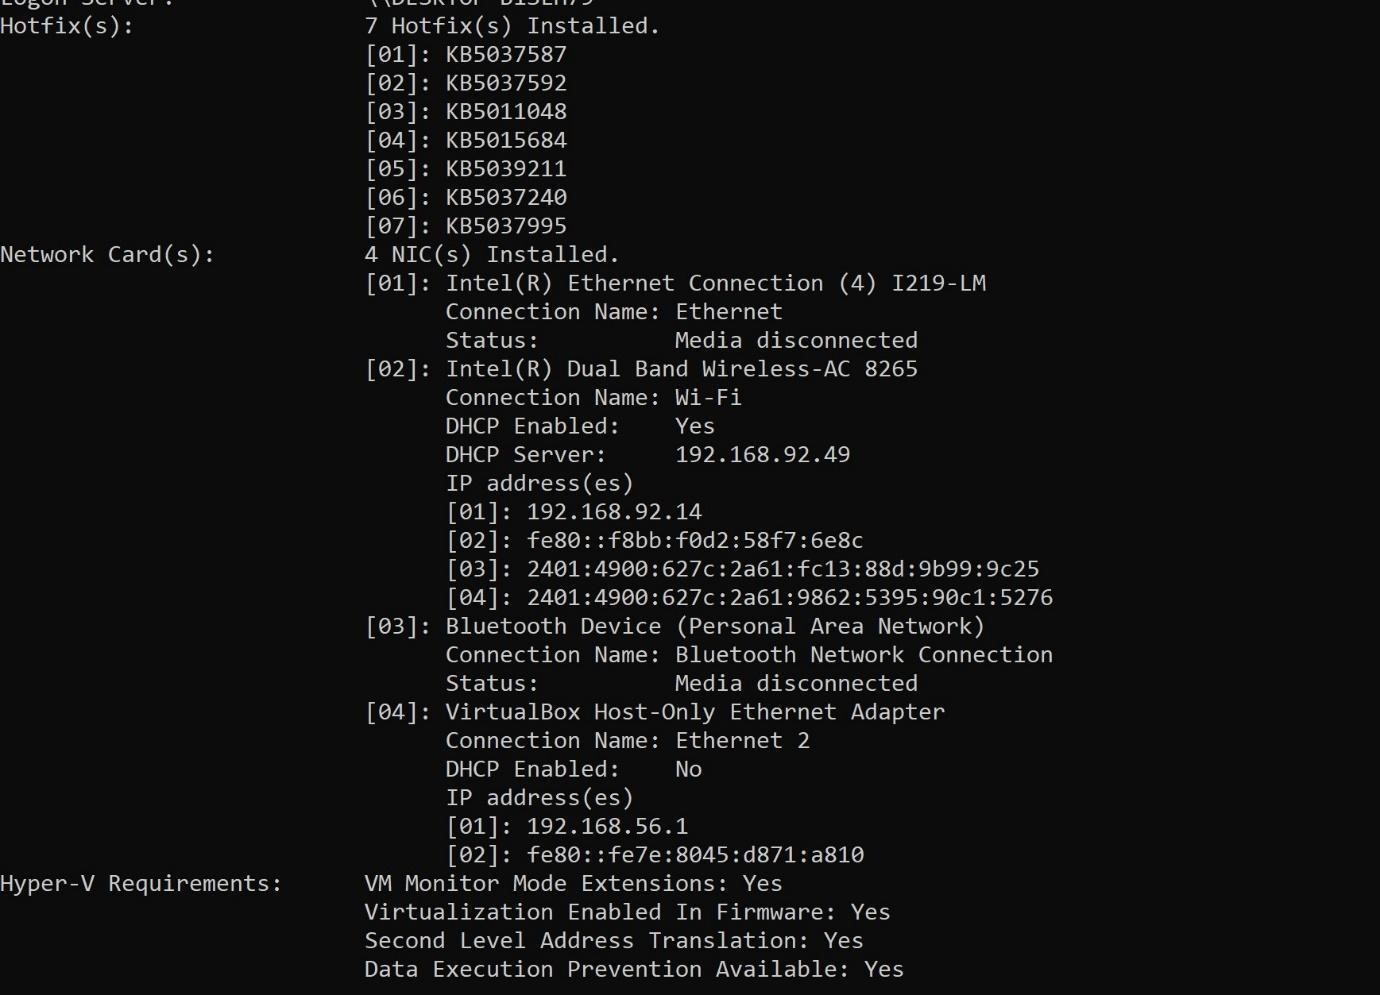 Logon Server:                 \\DESKTOP-
Hotfix(s):                 7 Hotfix(s) Installed.
                           [01]: KB5037587
                           [02]: KB5037592
                           [03]: KB5011048
                           [04]: KB5015684
                           [05]: KB5039211
                           [06]: KB5037240
                           [07]: KB5037995
Network Card(s):           4 NIC(s) Installed.
                           [01]: Intel(R) Ethernet Connection (4) I219-LM
                                 Connection Name: Ethernet
                                 Status:          Media disconnected
                           [02]: Intel(R) Dual Band Wireless-AC 8265
                                 Connection Name: Wi-Fi
                                 DHCP Enabled:    Yes
                                 DHCP Server:     192.168.92.49
                                 IP address(es)
                                 [01]: 192.168.92.14
                                 [02]: fe80::f8bb:f0d2:58f7:6e8c
                                 [03]: 2401:4900:627c:2a61:fc13:88d:9b99:9c25
                                 [04]: 2401:4900:627c:2a61:9862:5395:90c1:5276
                           [03]: Bluetooth Device (Personal Area Network)
                                 Connection Name: Bluetooth Network Connection
                                 Status:          Media disconnected
                           [04]: VirtualBox Host-Only Ethernet Adapter
                                 Connection Name: Ethernet 2
                                 DHCP Enabled:    No
                                 IP address(es)
                                 [01]: 192.168.56.1
                                 [02]: fe80::fe7e:8045:d871:a810
Hyper-V Requirements:      VM Monitor Mode Extensions: Yes
                           Virtualization Enabled In Firmware: Yes
                           Second Level Address Translation: Yes
                           Data Execution Prevention Available: Yes